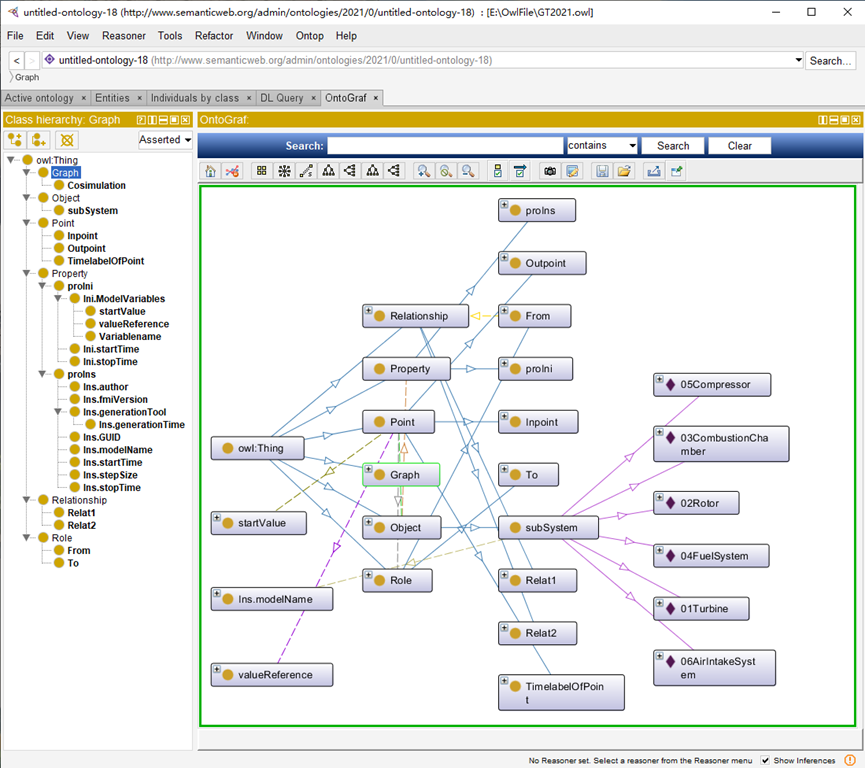 untitled-ontology-18 (http://www.semanticweb.org/admin/ontologies/2021/0/untitled-ontology-18) : [E:\OwlFile\GT2021.owl]
File Edit View Reasoner Tools Refactor Window Ontop Help
< > untitled-ontology-18 (http://www.semanticweb.org/admin/ontologies/2021/0/untitled-ontology-18) Search...
Graph
Active ontology × Entities × Individuals by class × DL Query × OntoGraf ×
Class hierarchy: Graph
Asserted
owl:Thing
Graph
Cosimulation
Object
subSystem
Point
Inpoint
Outpoint
TimelabelOfPoint
Property
proIni
Ini.ModelVariables
startValue
valueReference
Variablename
Ini.startTime
Ini.stopTime
proIns
Ins.author
Ins.fmiVersion
Ins.generationTool
Ins.generationTime
Ins.GUID
Ins.modelName
Ins.startTime
Ins.stepSize
Ins.stopTime
Relationship
Relat1
Relat2
Role
From
To
OntoGraf:
Search: contains Search Clear
proIns
Outpoint
Relationship
From
Property
proIni
05Compressor
Point
Inpoint
03CombustionCha
mber
owl:Thing
Graph
To
02Rotor
startValue
Object
subSystem
04FuelSystem
Role
Relat1
Ins.modelName
01Turbine
Relat2
valueReference
06AirIntakeSyst
em
TimelabelOfPoin
t
No Reasoner set. Select a reasoner from the Reasoner menu Show Inferences